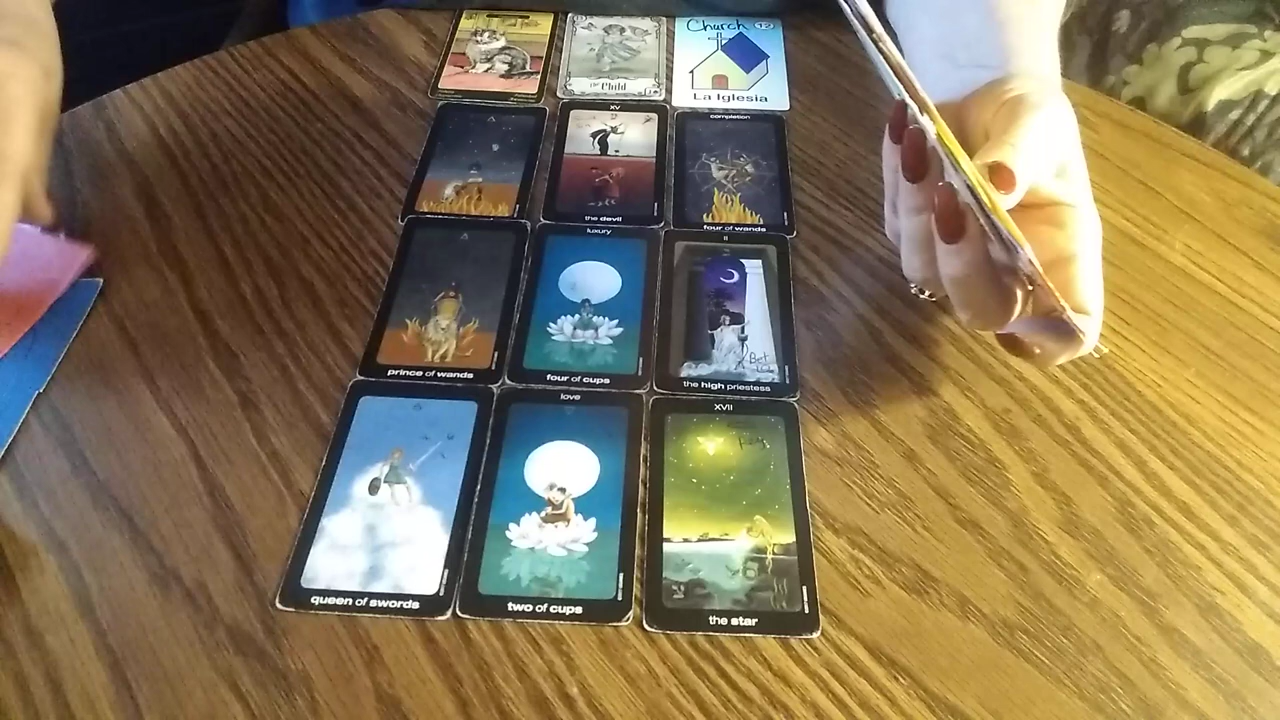 The Child
Church 12
La Iglesia
XV
the devil
completion
four of wands
prince of wands
luxury
four of cups
II
the high priestess
queen of swords
love
two of cups
XVII
the star